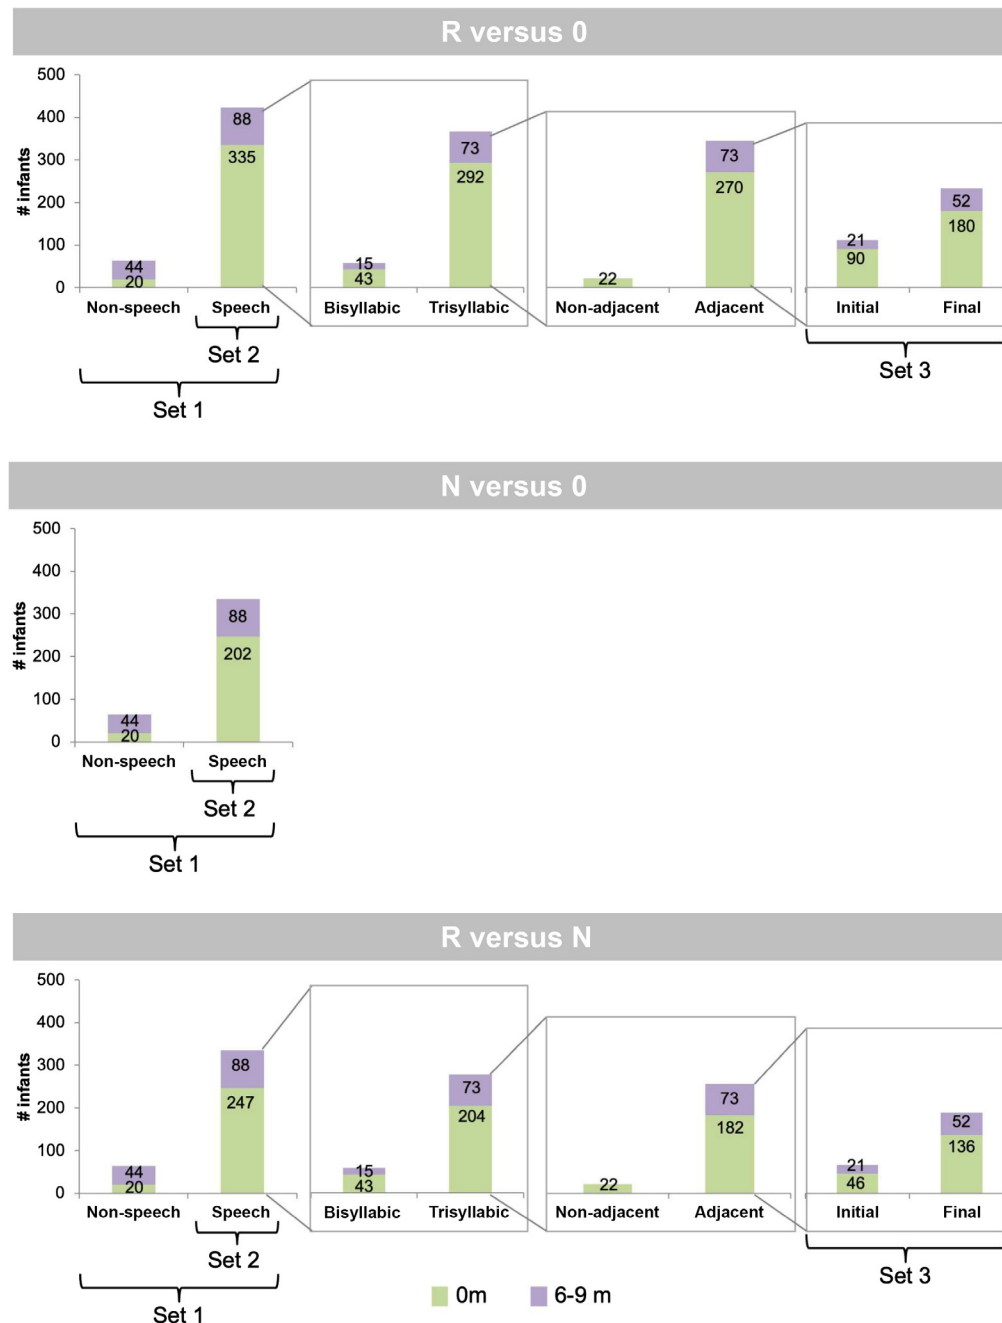 R versus 0
500
400
300
200
100
0
# infants
88
335
44
20
Non-speech Speech
Set 2
Set 1
73
292
15
43
Bisyllabic Trisyllabic
73
270
22
Non-adjacent Adjacent
52
180
21
90
Initial Final
Set 3
N versus 0
500
400
300
200
100
0
# infants
88
202
44
20
Non-speech Speech
Set 2
Set 1
R versus N
500
400
300
200
100
0
# infants
88
247
44
20
Non-speech Speech
Set 2
Set 1
73
204
15
43
Bisyllabic Trisyllabic
73
182
22
Non-adjacent Adjacent
52
136
21
46
Initial Final
Set 3
0m 6-9 m